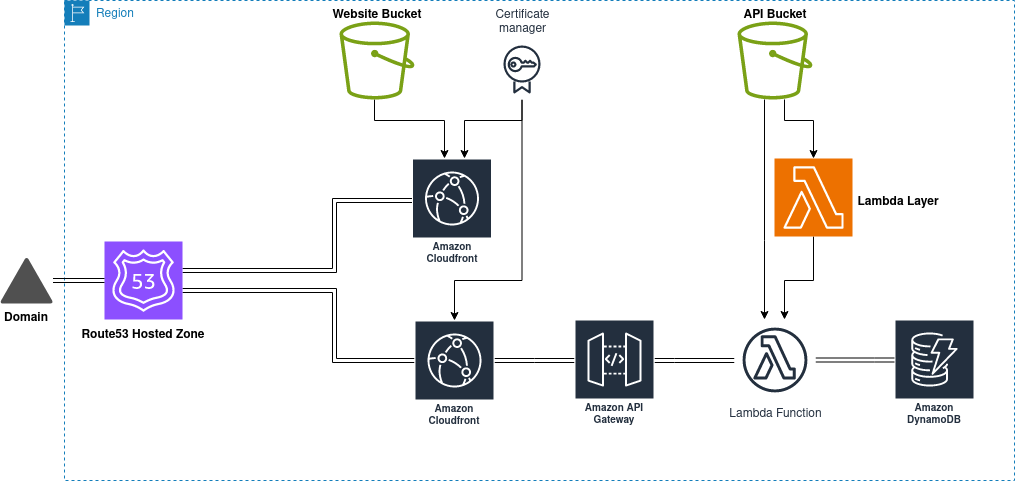 Region
Website Bucket
Certificate
manager
API Bucket
Lambda Layer
Amazon
Cloudfront
53
Domain
Route53 Hosted Zone
</>
Amazon
Cloudfront
Amazon API
Gateway
Lambda Function
Amazon
DynamoDB